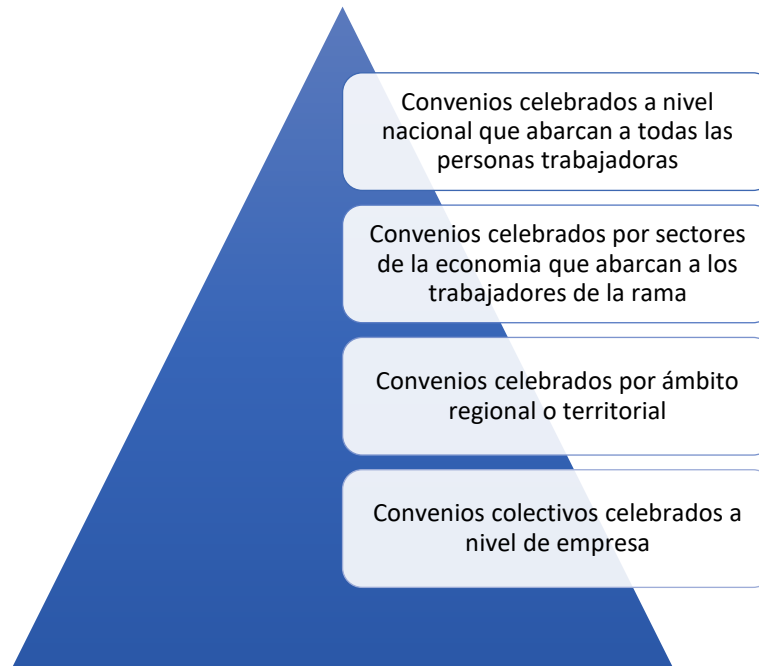 Convenios celebrados a nivel
nacional que abarcan a todas las
personas trabajadoras
Convenios celebrados por sectores
de la economia que abarcan a los
trabajadores de la rama
Convenios celebrados por ámbito
regional o territorial
Convenios colectivos celebrados a
nivel de empresa